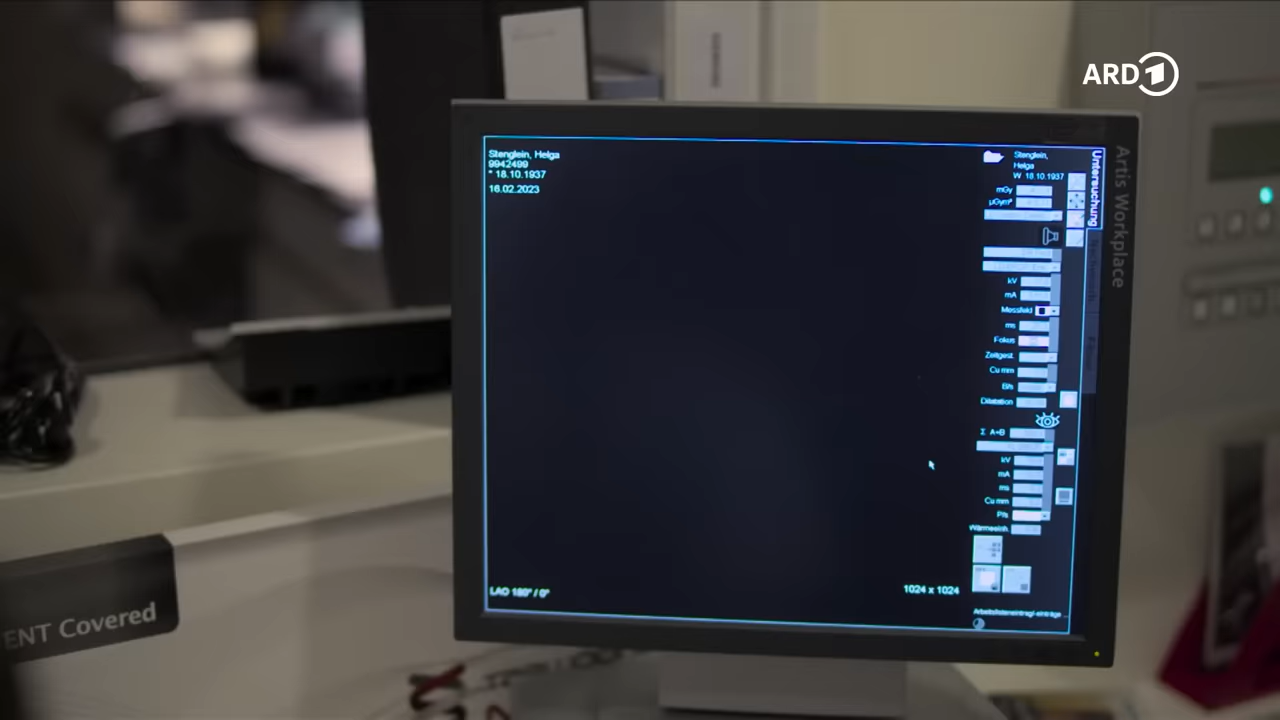 ARD 1
Stenglein, Helga
9942499
* 18.10.1937
16.02.2023
Stenglein,
Helga
W 18.10.1937
mGy
µGym²
kV
mA
Messfeld
ms
Fokus
Zeitgest.
Cu mm
B/s
Dilatation
Σ A+B
kV
mA
ms
Cu mm
P/s
Wärmeeinh.
Untersuchung
Artis Workplace
LAO 180° / 0°
1024 x 1024
ENT Covered